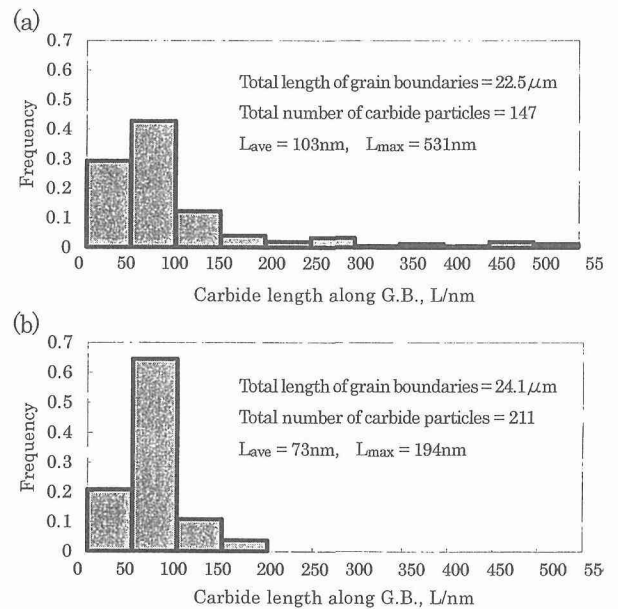 (a)
0.7
0.6
0.5
0.4
0.3
0.2
0.1
0
Frequency
Total length of grain boundaries = 22.5 μm
Total number of carbide particles = 147
Lave = 103nm, Lmax = 531nm
0 50 100 150 200 250 300 350 400 450 500 55
Carbide length along G.B., L/nm
(b)
0.7
0.6
0.5
0.4
0.3
0.2
0.1
0
Frequency
Total length of grain boundaries = 24.1 μm
Total number of carbide particles = 211
Lave = 73nm, Lmax = 194nm
0 50 100 150 200 250 300 350 400 450 500 55
Carbide length along G.B., L/nm